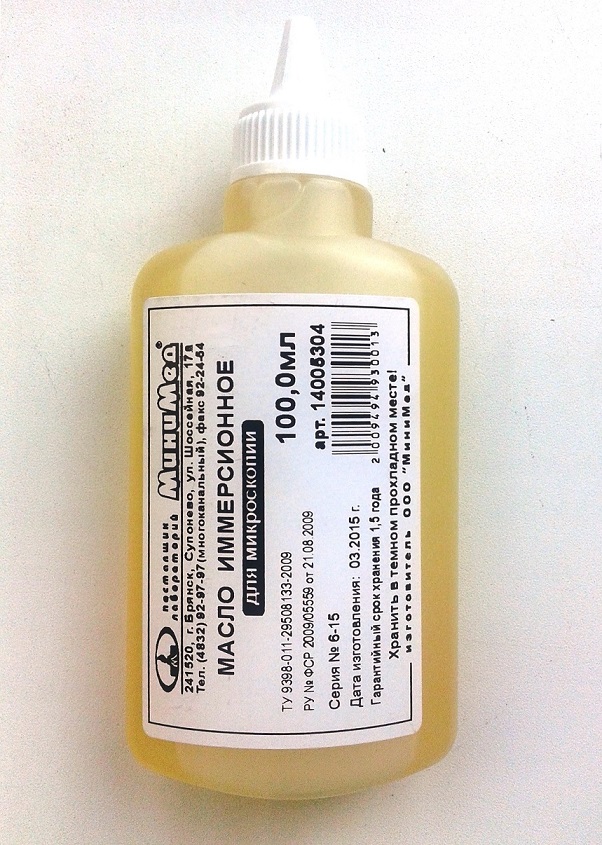 поставщик
лабораторий МиниМед®
241520, г. Брянск, Супонево, ул. Шоссейная, 17а
Тел. (4832) 92-97-97 (многоканальный), факс 92-24-54
МАСЛО ИММЕРСИОННОЕ
для микроскопии
100,0мл
арт. 14005304
ТУ 9398-011-29508133-2009
РУ № ФСР 2009/05559 от 21.08.2009
Серия № 6-15
2 009494 930013
Дата изготовления: 03.2015 г.
Гарантийный срок хранения 1,5 года
Хранить в темном прохладном месте!
изготовитель ООО "МиниМед"